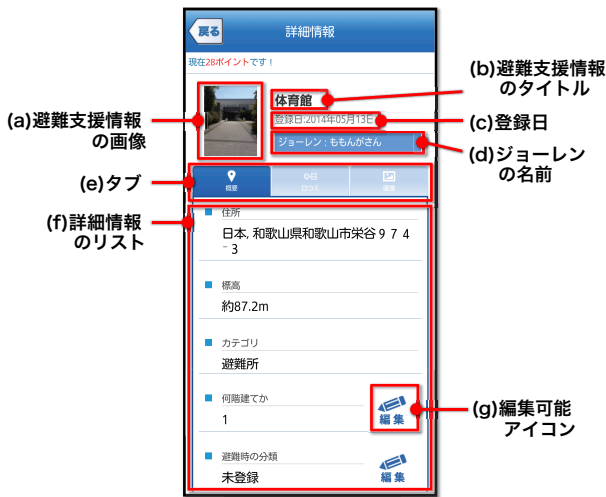 戻る
詳細情報
現在28ポイントです！
(a)避難支援情報
の画像
体育館
登録日:2014年05月13日
ジョーレン：ももんがさん
(b)避難支援情報
のタイトル
(c)登録日
(d)ジョーレン
の名前
(e)タブ
概要
口コミ
画像
(f)詳細情報
のリスト
住所
日本, 和歌山県和歌山市栄谷９７４
－３
標高
約87.2m
カテゴリ
避難所
何階建てか
1
編集
(g)編集可能
アイコン
避難時の分類
未登録
編集